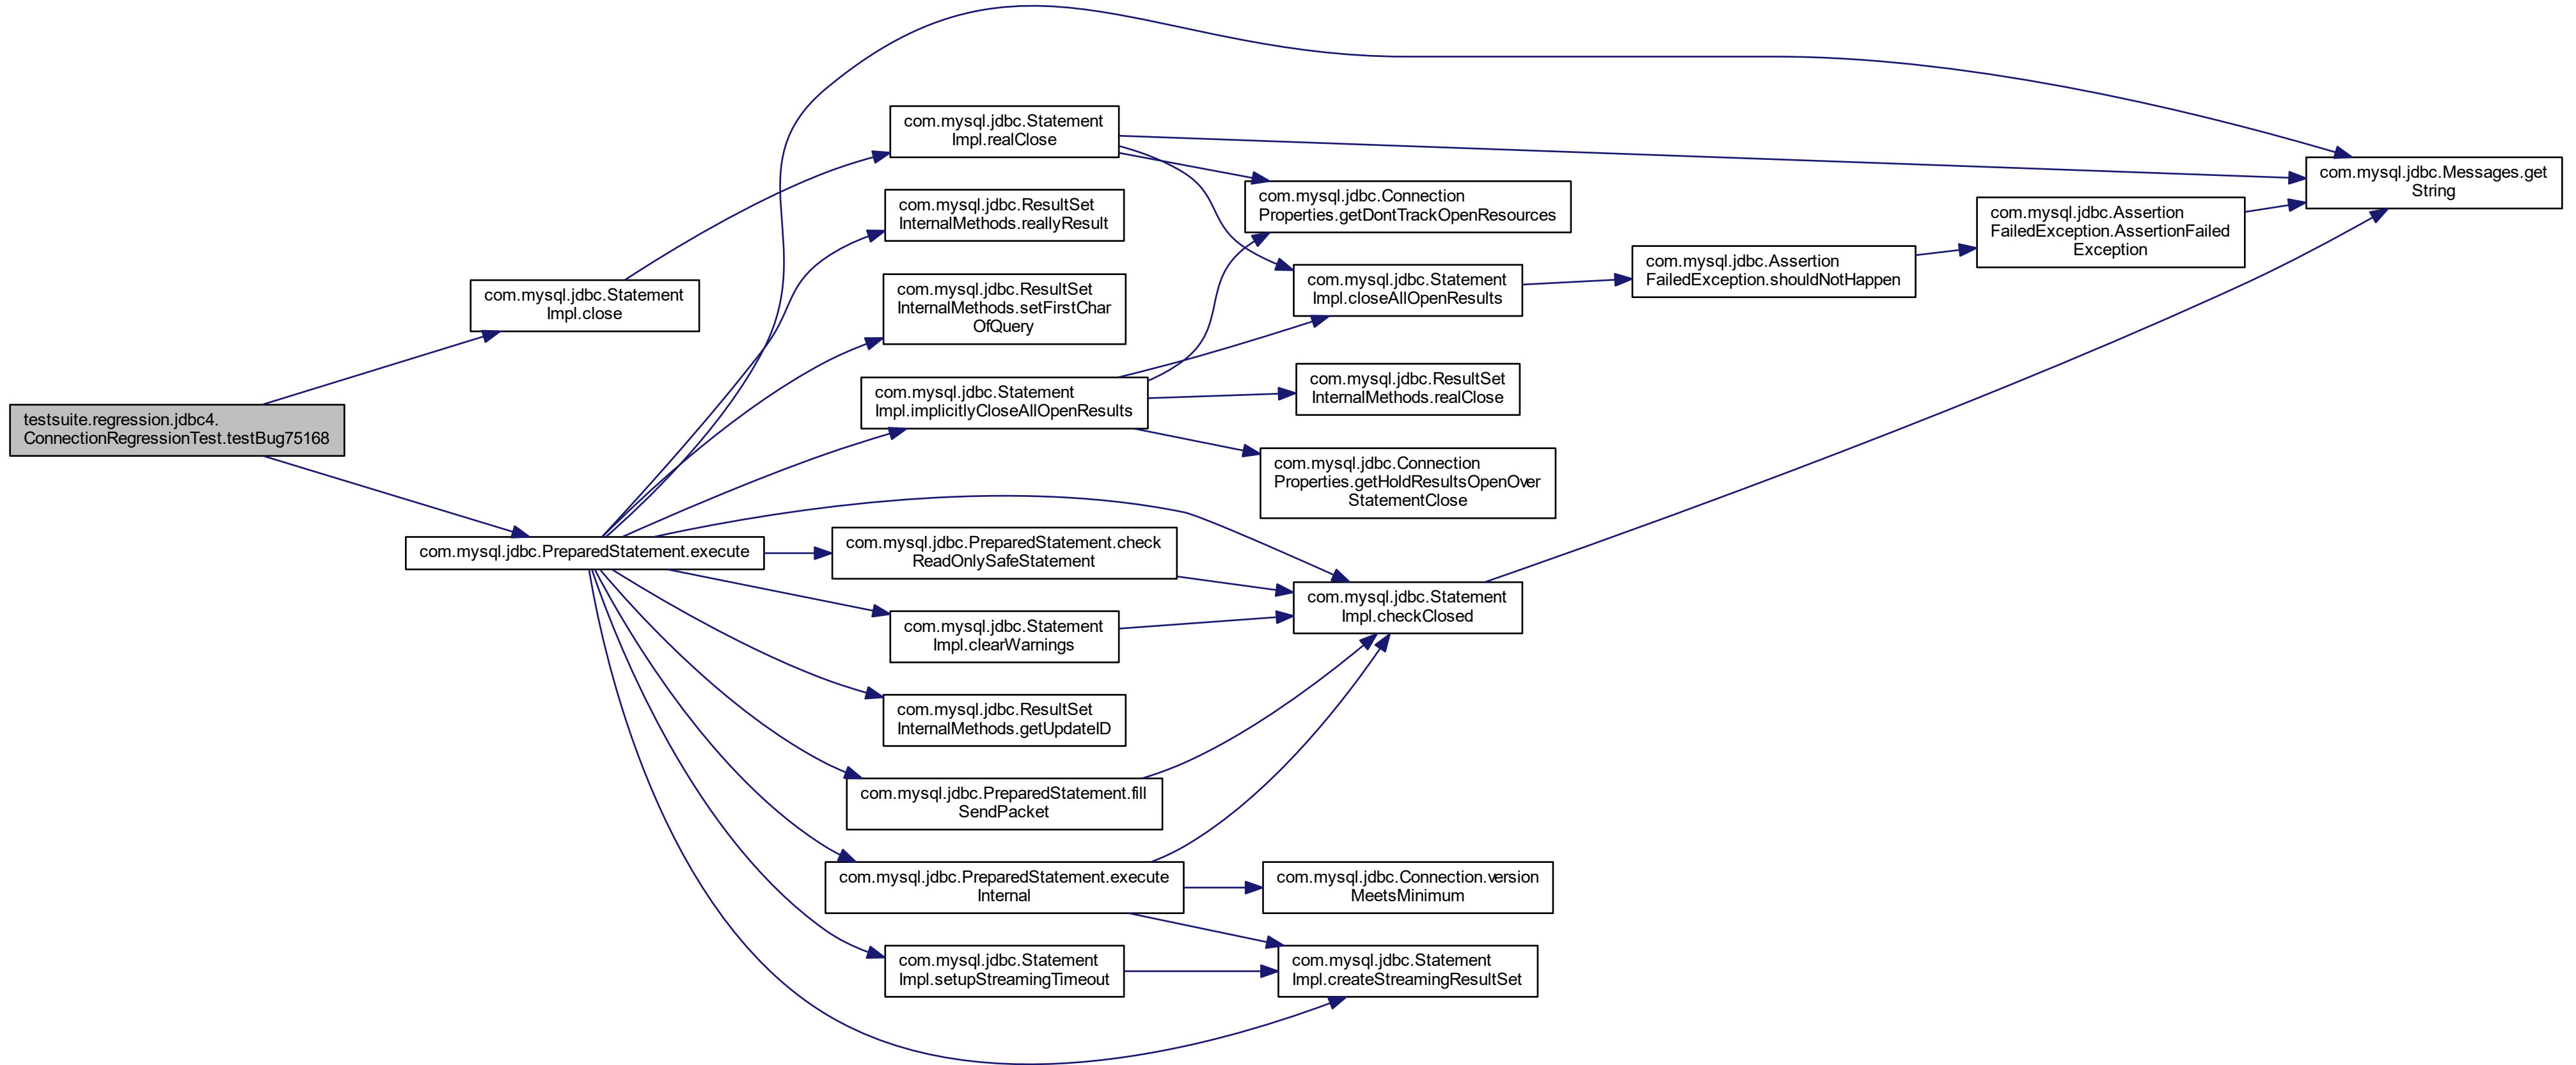 testsuite.regression.jdbc4.
ConnectionRegressionTest.testBug75168
com.mysql.jdbc.Statement
Impl.close
com.mysql.jdbc.PreparedStatement.execute
com.mysql.jdbc.Statement
Impl.realClose
com.mysql.jdbc.ResultSet
InternalMethods.reallyResult
com.mysql.jdbc.ResultSet
InternalMethods.setFirstChar
OfQuery
com.mysql.jdbc.Statement
Impl.implicitlyCloseAllOpenResults
com.mysql.jdbc.PreparedStatement.check
ReadOnlySafeStatement
com.mysql.jdbc.Statement
Impl.clearWarnings
com.mysql.jdbc.ResultSet
InternalMethods.getUpdateID
com.mysql.jdbc.PreparedStatement.fill
SendPacket
com.mysql.jdbc.PreparedStatement.execute
Internal
com.mysql.jdbc.Statement
Impl.setupStreamingTimeout
com.mysql.jdbc.Connection
Properties.getDontTrackOpenResources
com.mysql.jdbc.Statement
Impl.closeAllOpenResults
com.mysql.jdbc.ResultSet
InternalMethods.realClose
com.mysql.jdbc.Connection
Properties.getHoldResultsOpenOver
StatementClose
com.mysql.jdbc.Statement
Impl.checkClosed
com.mysql.jdbc.Connection.version
MeetsMinimum
com.mysql.jdbc.Statement
Impl.createStreamingResultSet
com.mysql.jdbc.Assertion
FailedException.shouldNotHappen
com.mysql.jdbc.Assertion
FailedException.AssertionFailed
Exception
com.mysql.jdbc.Messages.get
String